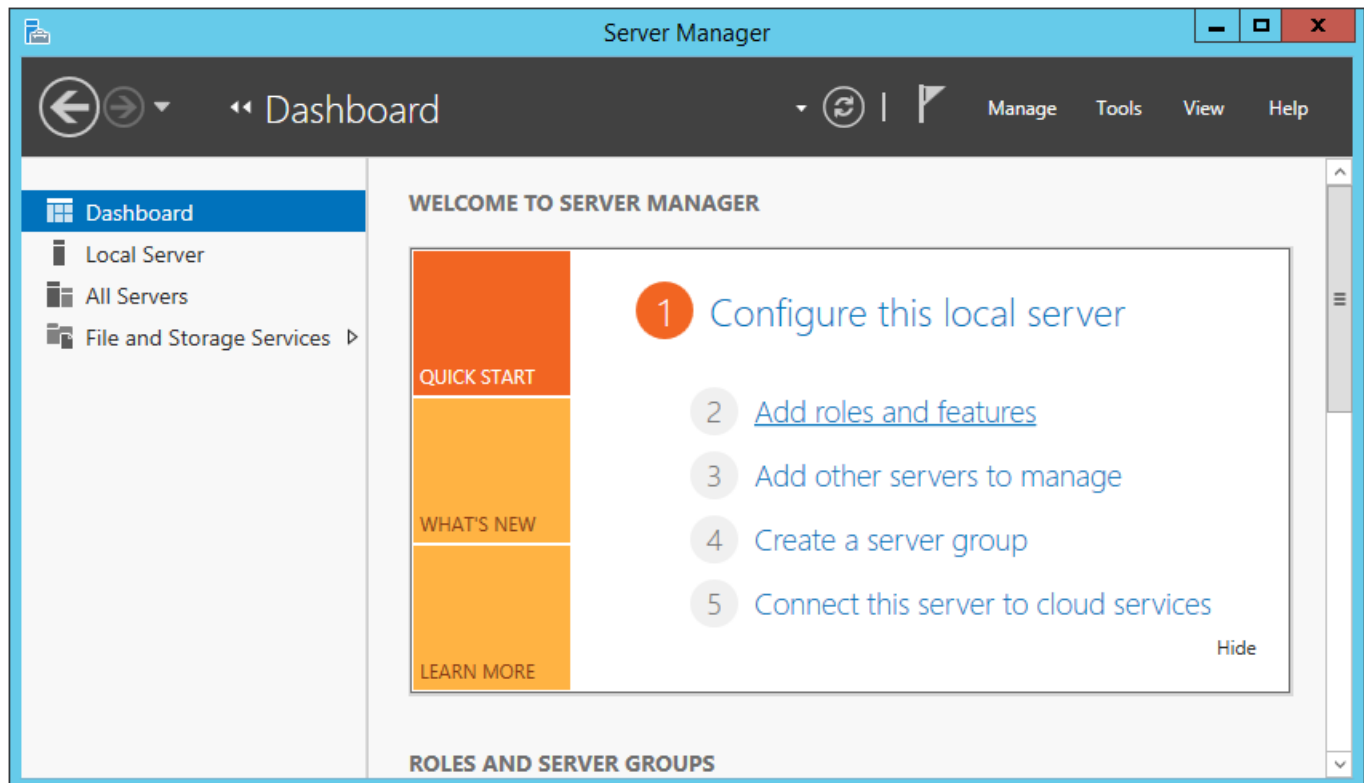 Server Manager
Dashboard
Manage Tools View Help
Dashboard
Local Server
All Servers
File and Storage Services
WELCOME TO SERVER MANAGER
QUICK START
WHAT'S NEW
LEARN MORE
1 Configure this local server
2 Add roles and features
3 Add other servers to manage
4 Create a server group
5 Connect this server to cloud services
Hide
ROLES AND SERVER GROUPS